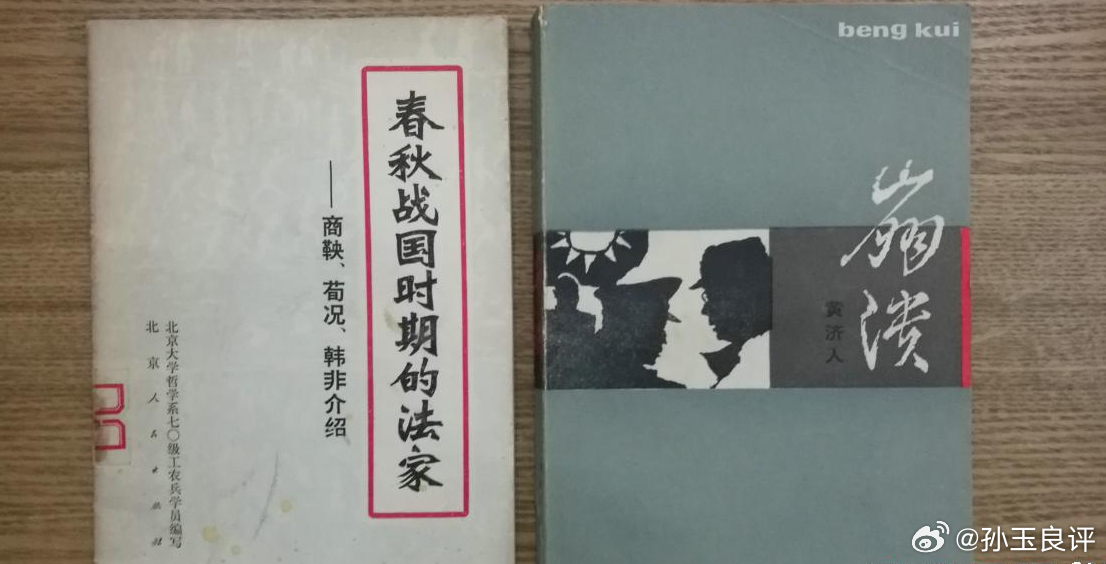 春秋战国时期的法家
——商鞅、荀况、韩非介绍
北京大学哲学系七〇级工农兵学员编写
北京人民出版社
beng kui
崩溃
黄济人
@孙玉良评